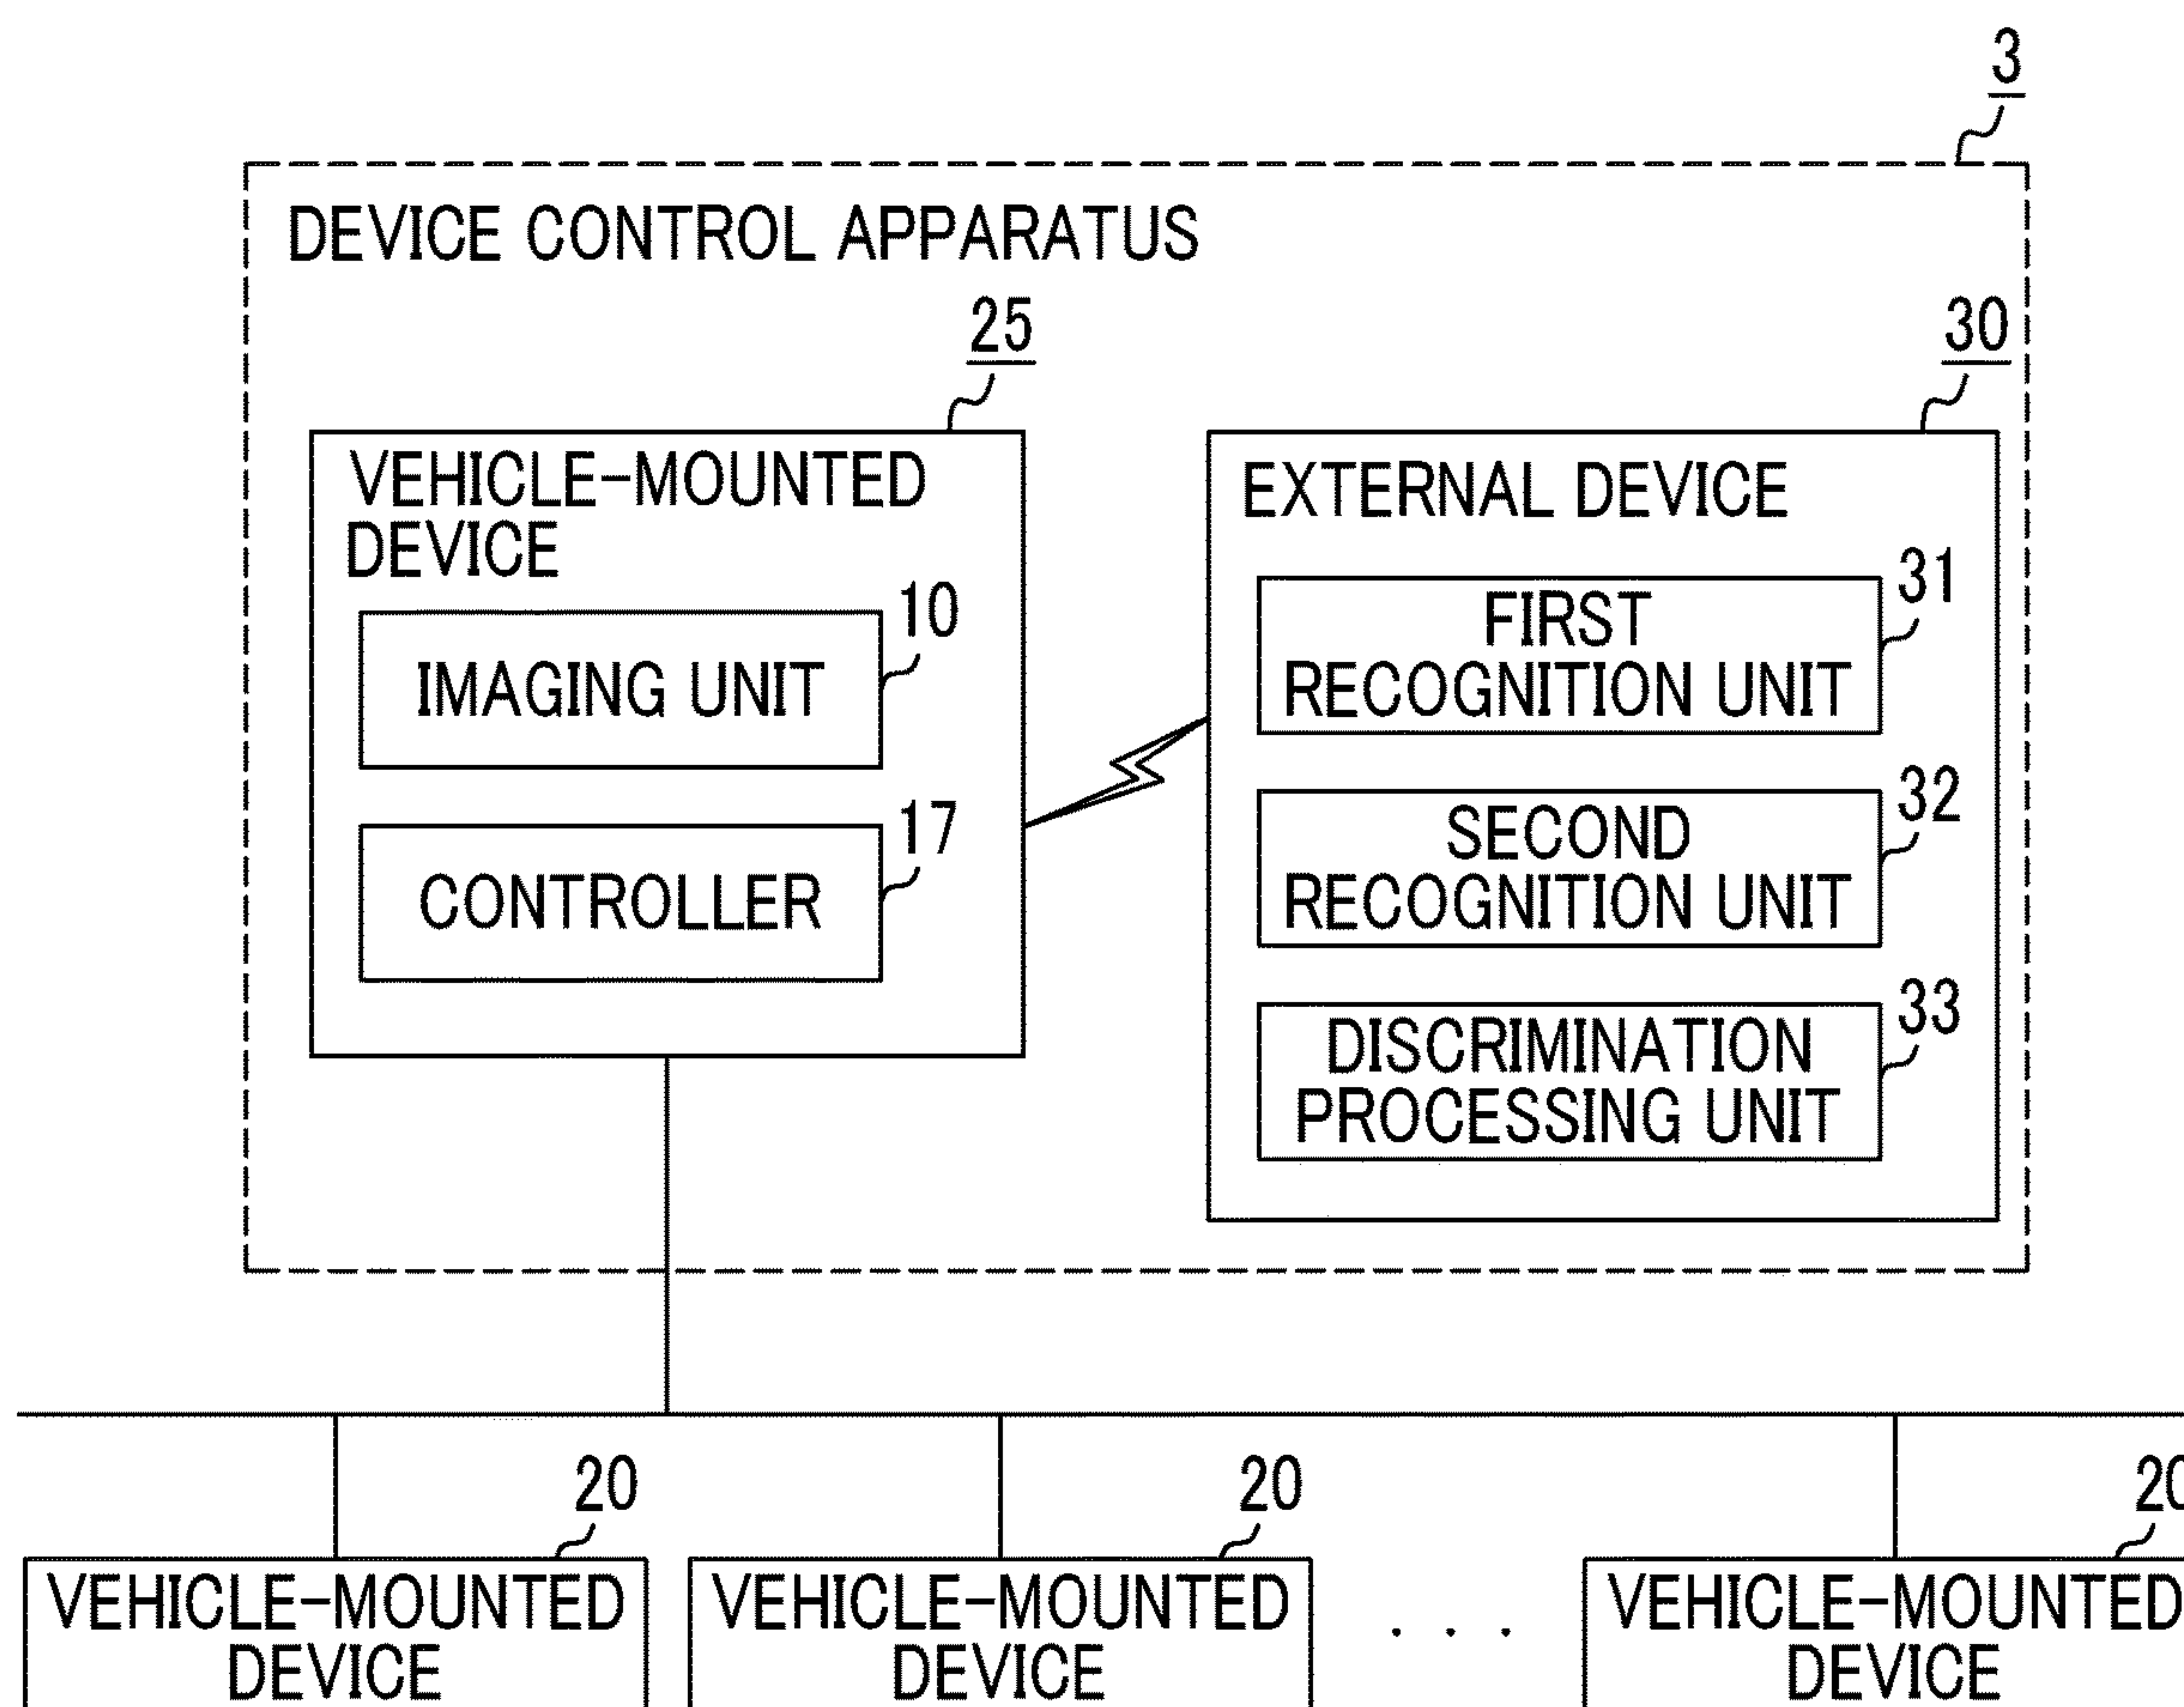 3
DEVICE CONTROL APPARATUS
25
30
VEHICLE-MOUNTED
DEVICE
10
IMAGING UNIT
17
CONTROLLER
EXTERNAL DEVICE
31
FIRST
RECOGNITION UNIT
32
SECOND
RECOGNITION UNIT
33
DISCRIMINATION
PROCESSING UNIT
20
20
20
VEHICLE-MOUNTED
DEVICE
VEHICLE-MOUNTED
DEVICE
. . .
VEHICLE-MOUNTED
DEVICE